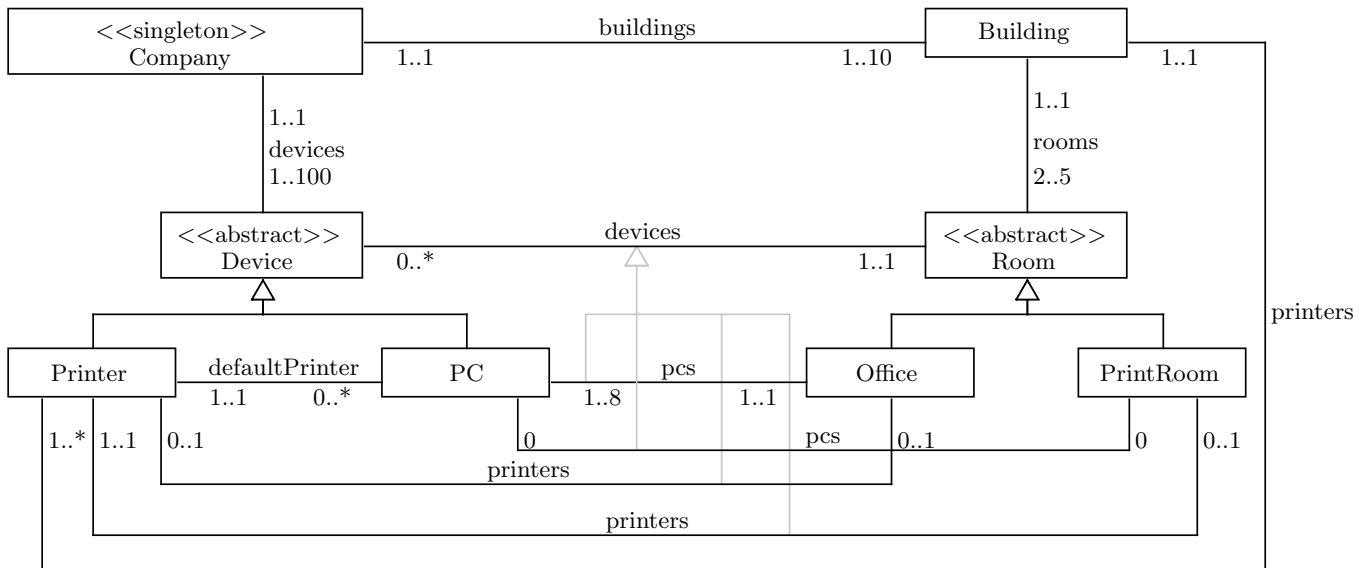 <<singleton>>
Company
buildings
Building
1..1
1..10
1..1
1..1
devices
1..100
1..1
rooms
2..5
<<abstract>>
Device
devices
<<abstract>>
Room
0..*
1..1
printers
Printer
defaultPrinter
PC
pcs
Office
PrintRoom
1..1
0..*
1..8
1..1
1..*
1..1
0..1
0
pcs
0..1
0
0..1
printers
printers